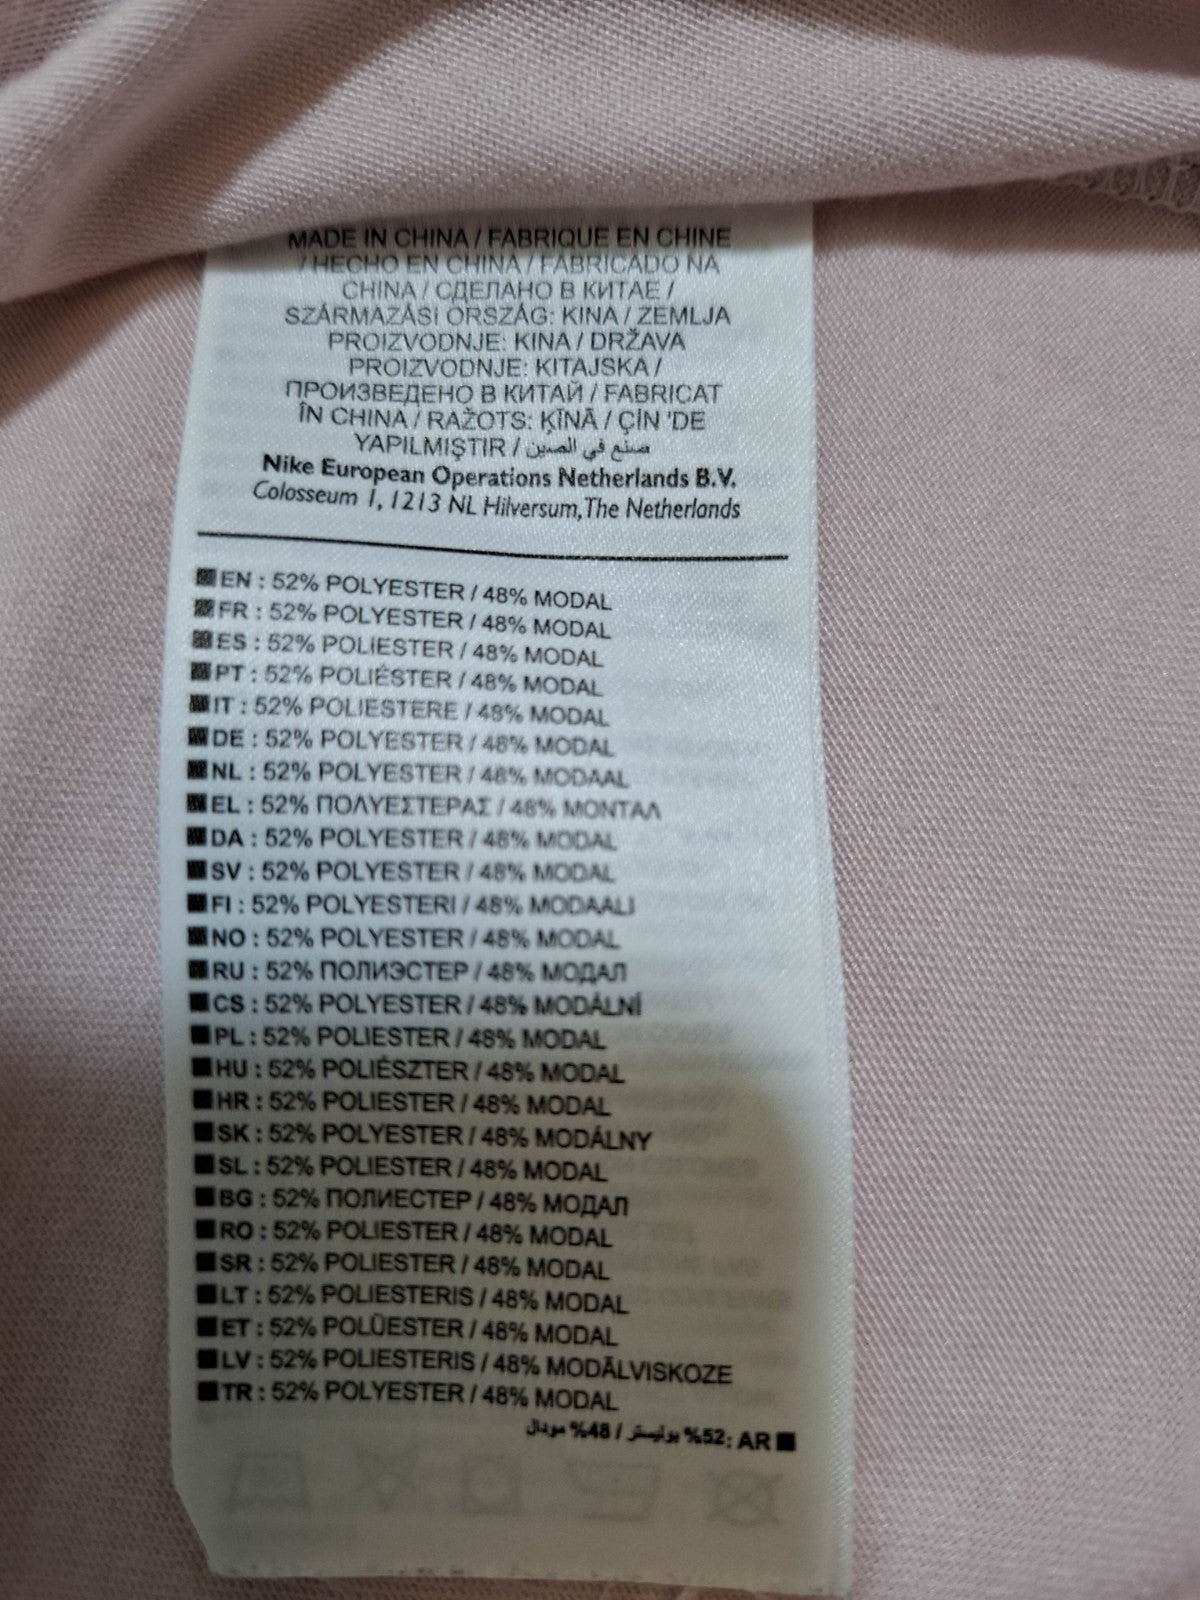 MADE IN CHINA / FABRIQUE EN CHINE
/ HECHO EN CHINA / FABRICADO NA
CHINA / СДЕЛАНО В КИТАЕ /
SZÁRMAZÁSI ORSZÁG: KINA / ZEMLJA
PROIZVODNJE: KINA / DRŽAVA
PROIZVODNJE: KITAJSKA /
ПРОИЗВЕДЕНО В КИТАЙ / FABRICAT
ÎN CHINA / RAŽOTS: ĶĪNĀ / ÇİN 'DE
YAPILMIŞTIR / صنع في الصين
Nike European Operations Netherlands B.V.
Colosseum 1, 1213 NL Hilversum, The Netherlands
EN : 52% POLYESTER / 48% MODAL
FR : 52% POLYESTER / 48% MODAL
ES : 52% POLIESTER / 48% MODAL
PT : 52% POLIÉSTER / 48% MODAL
IT : 52% POLIESTERE / 48% MODAL
DE : 52% POLYESTER / 48% MODAL
NL : 52% POLYESTER / 48% MODAAL
EL : 52% ΠΟΛΥΕΣΤΕΡΑΣ / 48% ΜΟΝΤΑΛ
DA : 52% POLYESTER / 48% MODAL
SV : 52% POLYESTER / 48% MODAL
FI : 52% POLYESTERI / 48% MODAALI
NO : 52% POLYESTER / 48% MODAL
RU : 52% ПОЛИЭСТЕР / 48% МОДАЛ
CS : 52% POLYESTER / 48% MODÁLNÍ
PL : 52% POLIESTER / 48% MODAL
HU : 52% POLIÉSZTER / 48% MODAL
HR : 52% POLIESTER / 48% MODAL
SK : 52% POLYESTER / 48% MODÁLNY
SL : 52% POLIESTER / 48% MODAL
BG : 52% ПОЛИЕСТЕР / 48% МОДАЛ
RO : 52% POLIESTER / 48% MODAL
SR : 52% POLIESTER / 48% MODAL
LT : 52% POLIESTERIS / 48% MODAL
ET : 52% POLÜESTER / 48% MODAL
LV : 52% POLIESTERIS / 48% MODĀLVISKOZE
TR : 52% POLYESTER / 48% MODAL
AR :52% بوليستر / 48% مودال